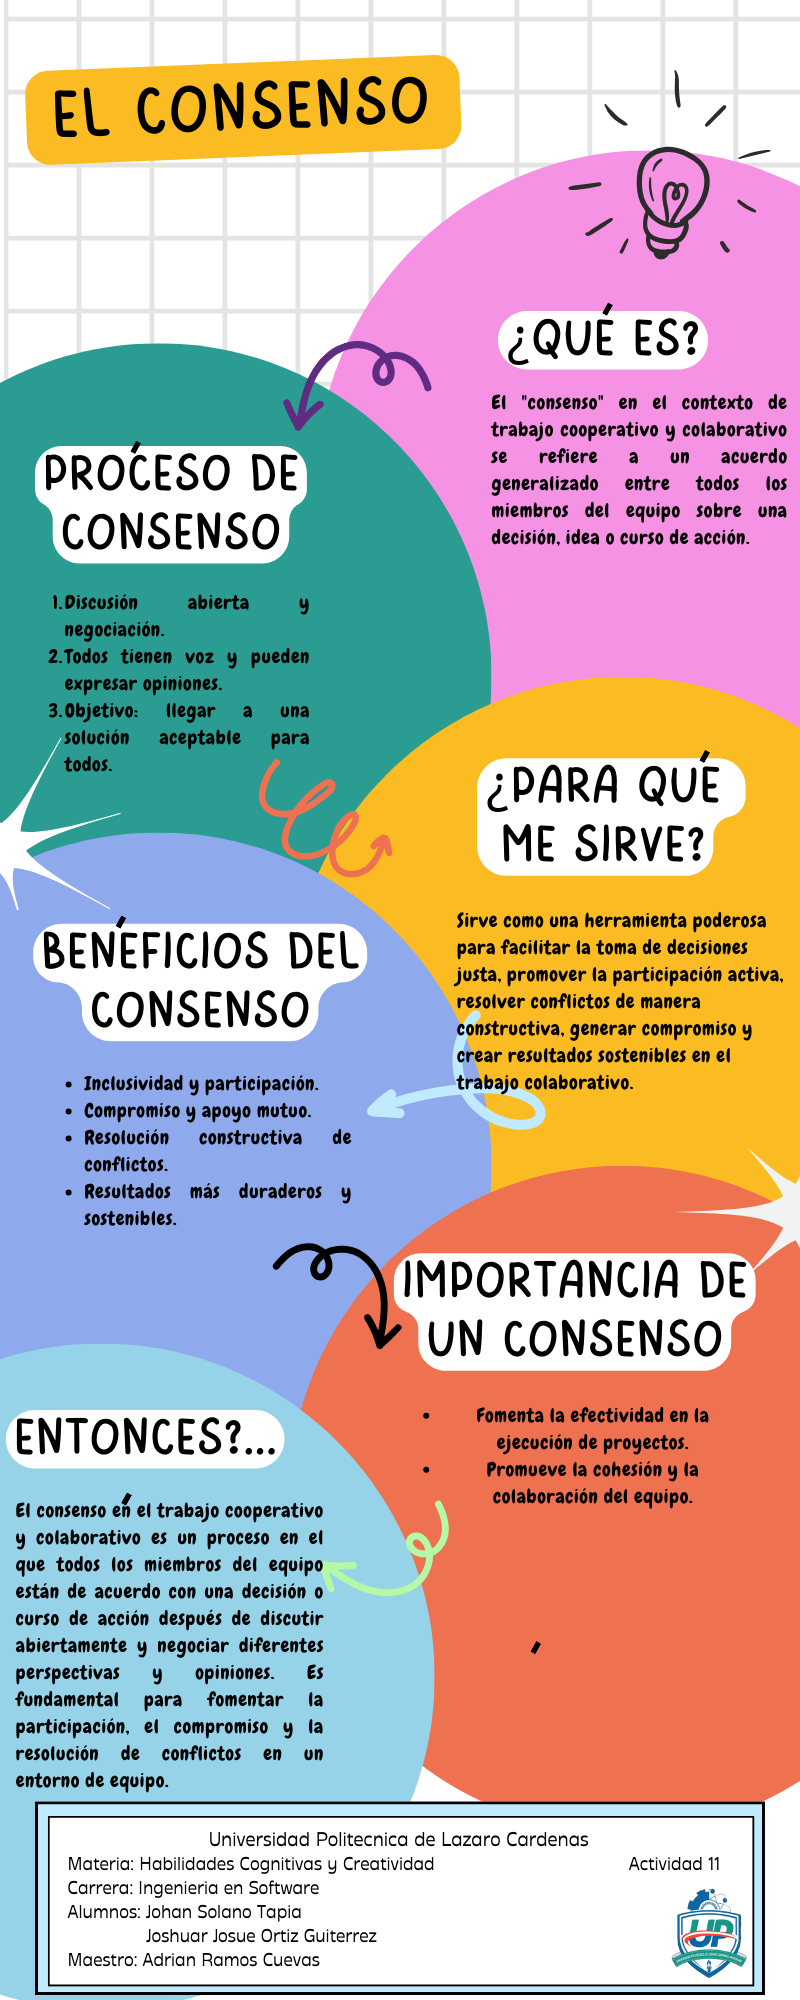 EL CONSENSO
¿QUÉ ES?
El "consenso" en el contexto de
trabajo cooperativo y colaborativo
se refiere a un acuerdo
generalizado entre todos los
miembros del equipo sobre una
decisión, idea o curso de acción.
PROCESO DE
CONSENSO
1. Discusión abierta y
negociación.
2. Todos tienen voz y pueden
expresar opiniones.
3. Objetivo: llegar a una
solución aceptable para
todos.
¿PARA QUÉ
ME SIRVE?
Sirve como una herramienta poderosa
para facilitar la toma de decisiones
justa, promover la participación activa,
resolver conflictos de manera
constructiva, generar compromiso y
crear resultados sostenibles en el
trabajo colaborativo.
BENEFICIOS DEL
CONSENSO
• Inclusividad y participación.
• Compromiso y apoyo mutuo.
• Resolución constructiva de
conflictos.
• Resultados más duraderos y
sostenibles.
IMPORTANCIA DE
UN CONSENSO
• Fomenta la efectividad en la
ejecución de proyectos.
• Promueve la cohesión y la
colaboración del equipo.
ENTONCES?...
El consenso en el trabajo cooperativo
y colaborativo es un proceso en el
que todos los miembros del equipo
están de acuerdo con una decisión o
curso de acción después de discutir
abiertamente y negociar diferentes
perspectivas y opiniones. Es
fundamental para fomentar la
participación, el compromiso y la
resolución de conflictos en un
entorno de equipo.
Universidad Politecnica de Lazaro Cardenas
Materia: Habilidades Cognitivas y Creatividad Actividad 11
Carrera: Ingenieria en Software
Alumnos: Johan Solano Tapia
Joshuar Josue Ortiz Guiterrez
Maestro: Adrian Ramos Cuevas
UP